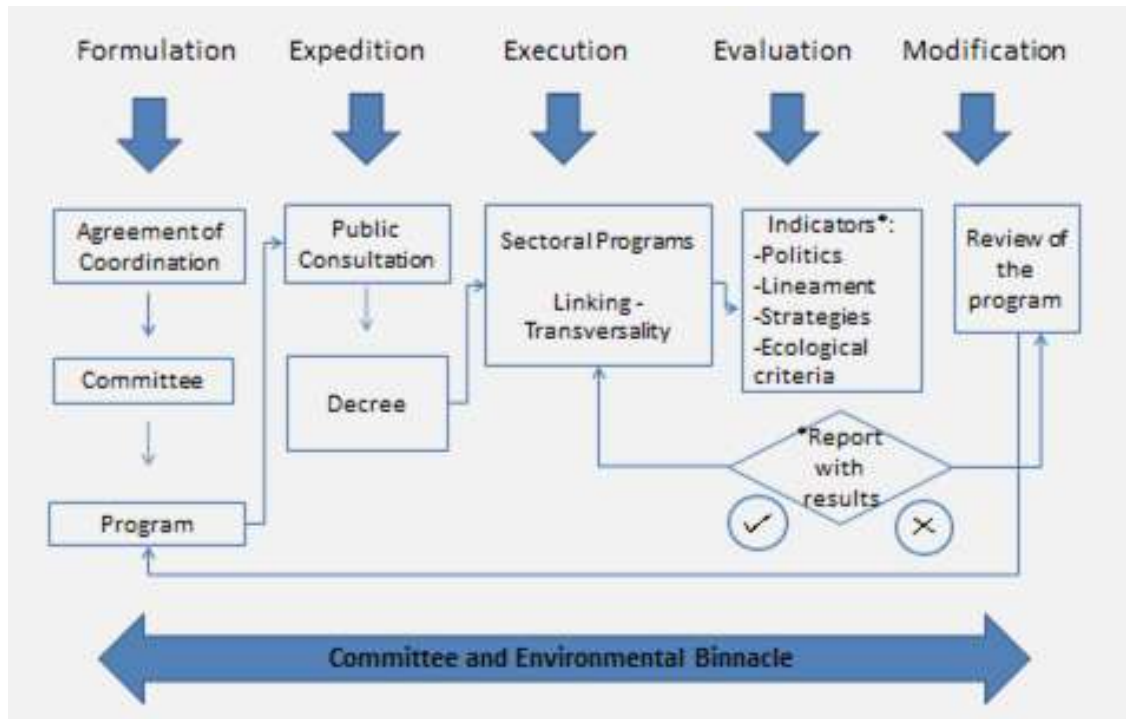 Formulation
Expedition
Execution
Evaluation
Modification
Agreement of
Coordination
Committee
Program
Public
Consultation
Decree
Sectoral Programs
Linking -
Transversality
Indicators*:
-Politics
-Lineament
-Strategies
-Ecological
criteria
*Report
with
results
Review of
the
program
Committee and Environmental Binnacle